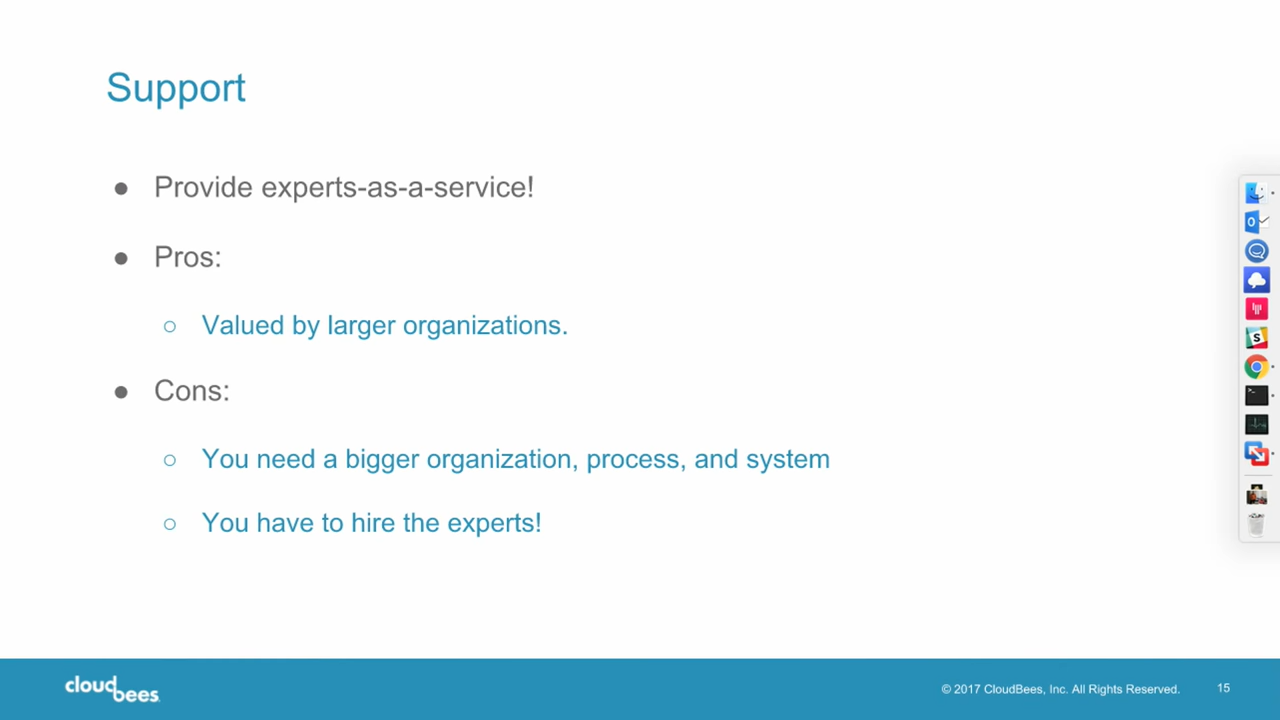 Support
● Provide experts-as-a-service!
● Pros:
○ Valued by larger organizations.
● Cons:
○ You need a bigger organization, process, and system
○ You have to hire the experts!
cloudbees
© 2017 CloudBees, Inc. All Rights Reserved. 15